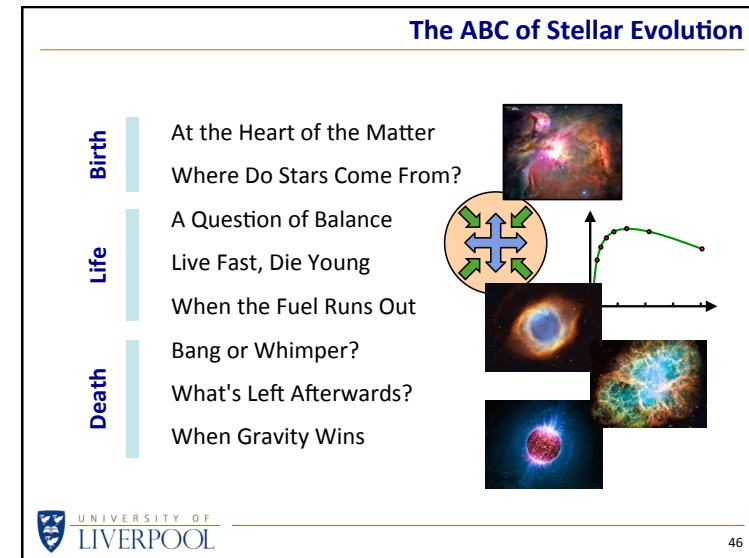 The ABC of Stellar Evolution
Birth
At the Heart of the Matter
Where Do Stars Come From?
Life
A Question of Balance
Live Fast, Die Young
When the Fuel Runs Out
Death
Bang or Whimper?
What's Left Afterwards?
When Gravity Wins
UNIVERSITY OF
LIVERPOOL
46